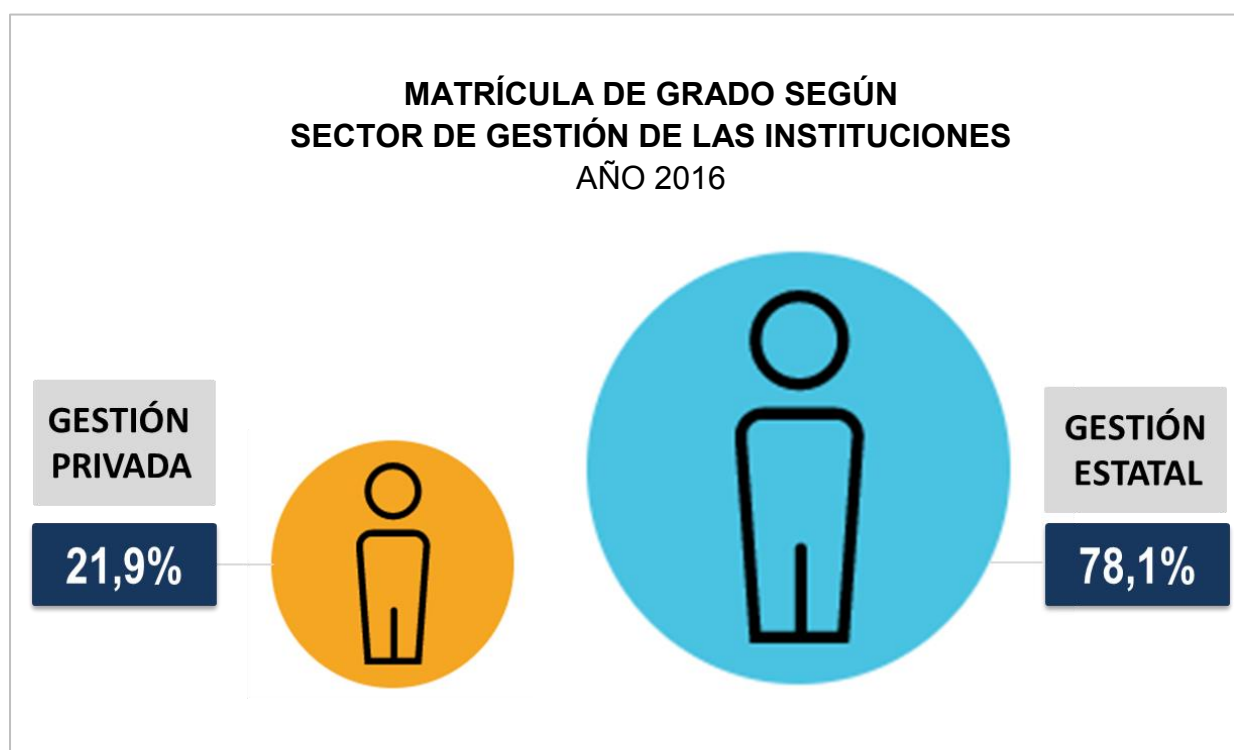 MATRÍCULA DE GRADO SEGÚN
SECTOR DE GESTIÓN DE LAS INSTITUCIONES
AÑO 2016
GESTIÓN
PRIVADA
21,9%
GESTIÓN
ESTATAL
78,1%